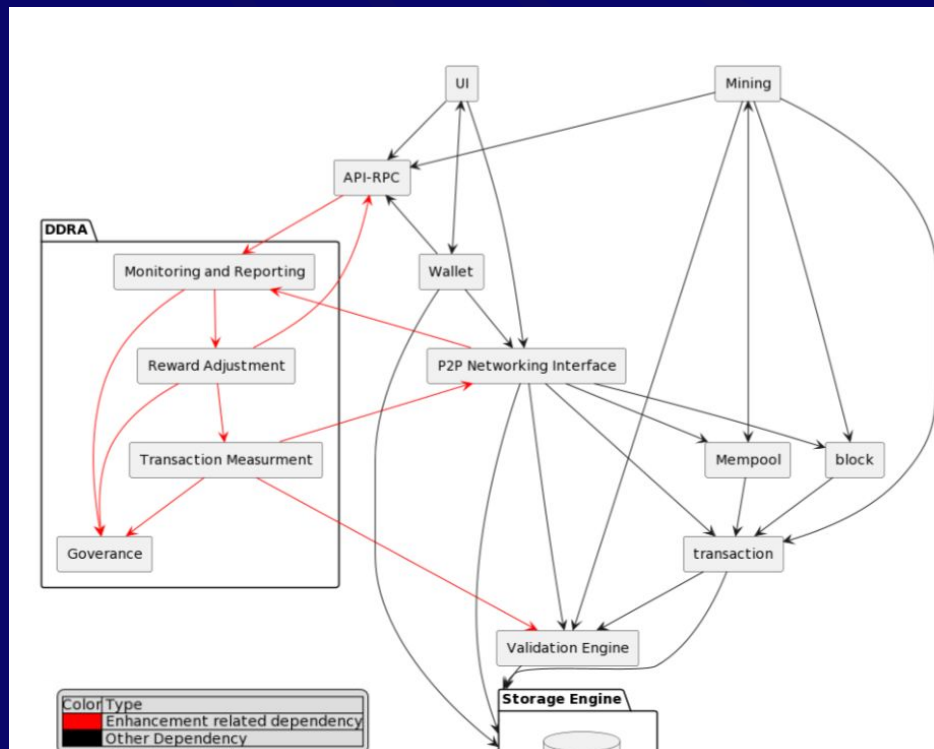 UI
Mining
API-RPC
DDRA
Monitoring and Reporting
Wallet
Reward Adjustment
P2P Networking Interface
Transaction Measurment
Mempool
block
Goverance
transaction
Validation Engine
Storage Engine
Color Type
Enhancement related dependency
Other Dependency